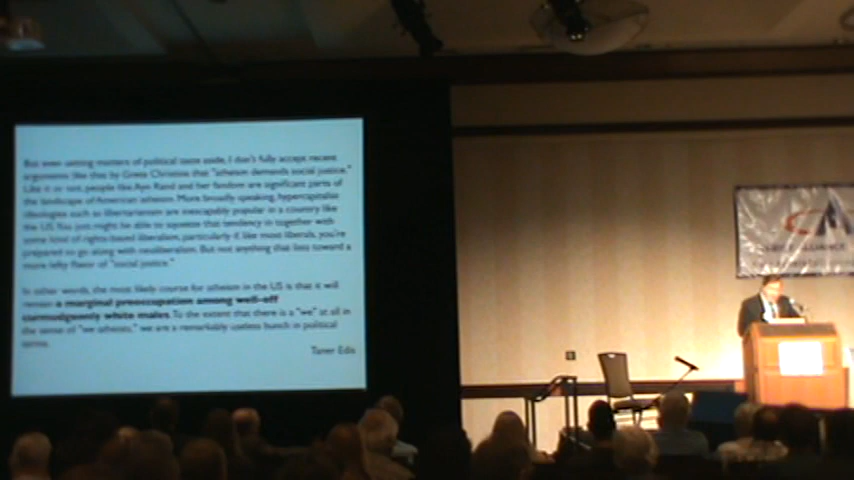 But even setting matters of political taste aside, I don't fully accept recent
arguments like this by Greta Christina that "atheism demands social justice."
Like it or not, people like Ayn Rand and her fandom are significant parts of
the landscape of American atheism. More broadly speaking, hypercapitalist
ideologies such as libertarianism are inescapably popular in a country like
the US. You just might be able to squeeze that tendency in together with
some kind of rights-based liberalism, particularly if, like most liberals, you're
prepared to go along with neoliberalism. But not anything that lists toward a
more lefty flavor of "social justice."
In other words, the most likely course for atheism in the US is that it will
remain a marginal preoccupation among well-off
curmudgeonly white males. To the extent that there is a "we" at all in
the sense of "we atheists," we are a remarkably useless bunch in political
terms.
Taner Edis
ALLIANCE